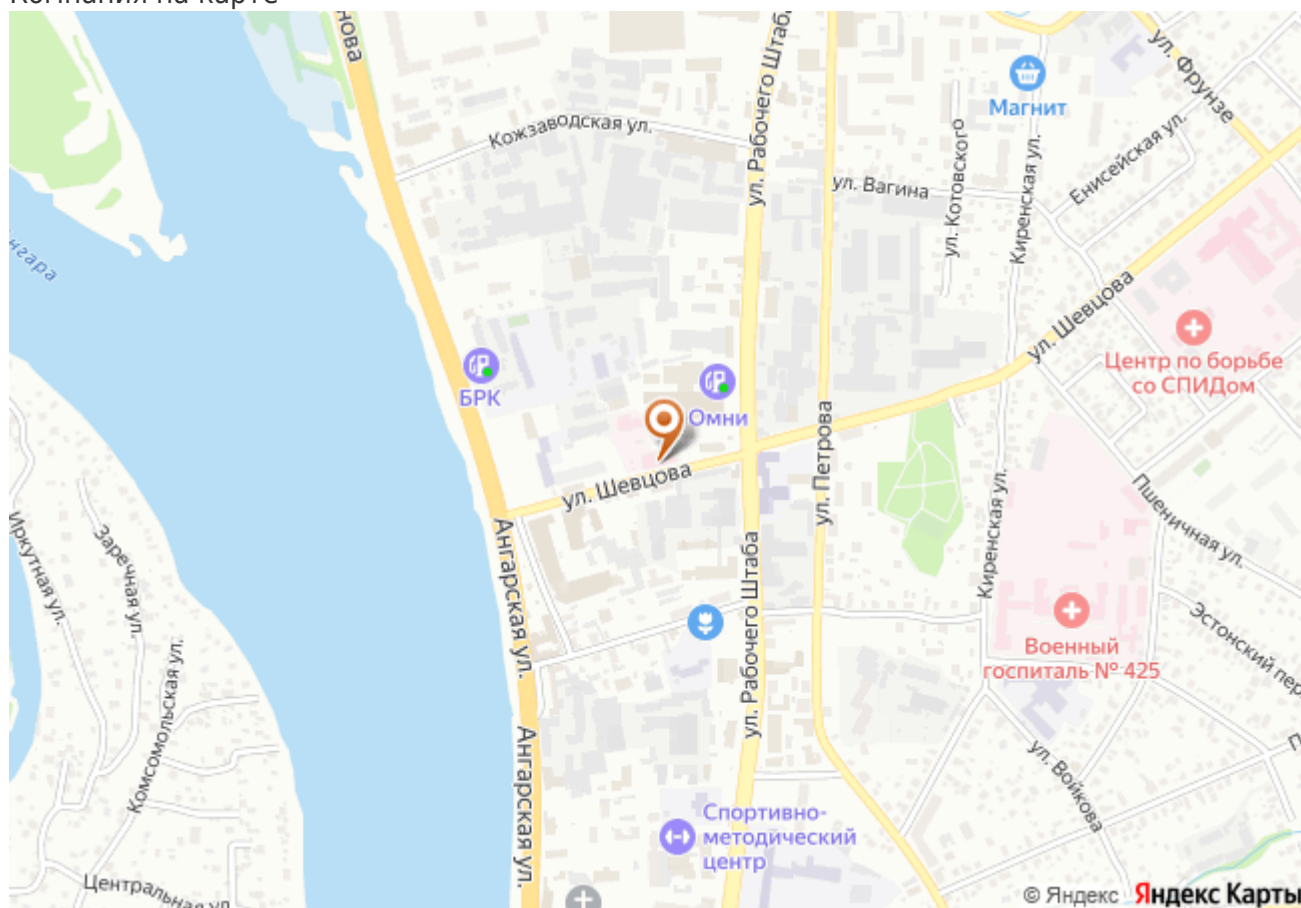 Компания на карте
нова
ул. Рабочего Штаба
ул. Фрунзе
Магнит
Кожзаводская ул.
Енисейская ул.
ул. Котовского
Киренская ул.
ул. Вагина
нгара
ул. Шевцова
Центр по борьбе
со СПИДом
БРК
Омни
ул. Петрова
ул. Шевцова
Иркутная ул.
Заречная ул.
Ангарская ул.
ул. Рабочего Штаба
Киренская ул.
Пшеничная ул.
Эстонский пер
Военный
госпиталь № 425
Комсомольская ул.
Ангарская ул.
ул. Войкова
Спортивно-
методический
центр
Центральная ул
© Яндекс Яндекс Карты